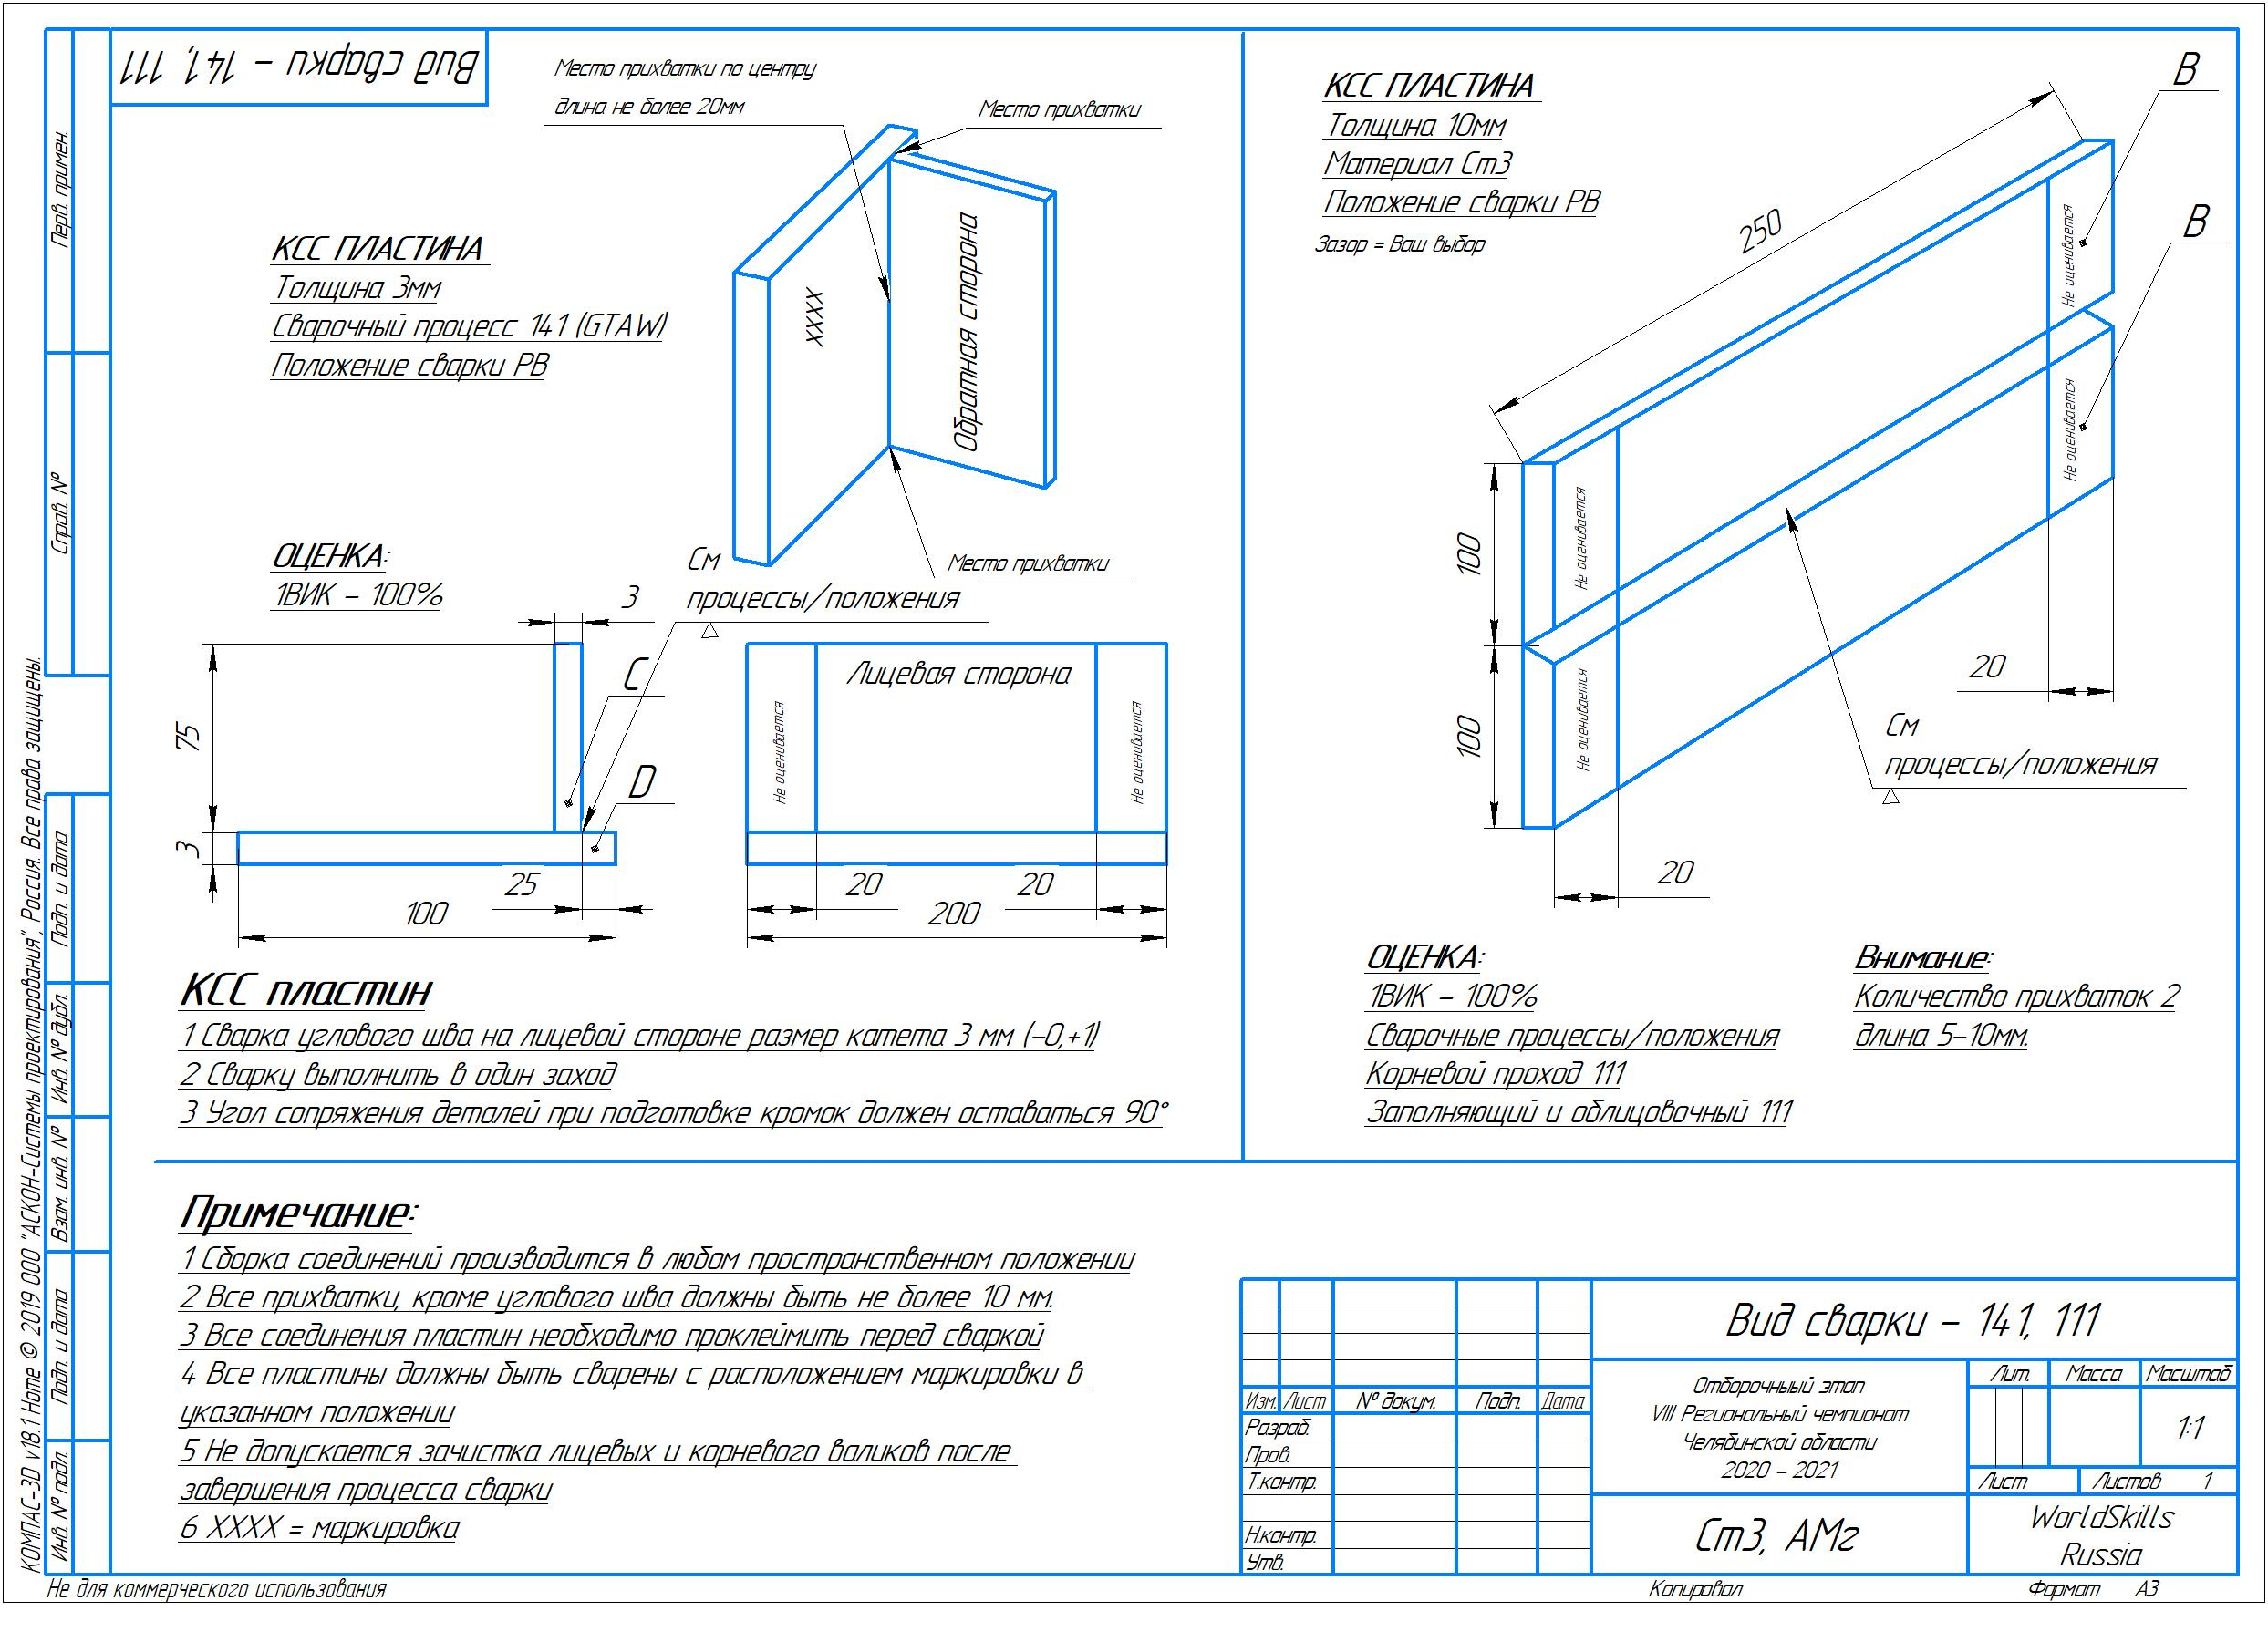 Вид сварки - 141, 111
Место прихватки по центру
длина не более 20мм
Место прихватки
КСС ПЛАСТИНА
Толщина 3мм
Сварочный процесс 141 (GTAW)
Положение сварки PB
XXXX
Обратная сторона
Место прихватки
ОЦЕНКА:
1ВИК - 100%
См
процессы/положения
3
C
D
75
3
25
100
Лицевая сторона
Не оценивается
Не оценивается
20
20
200
КСС пластин
1 Сварка углового шва на лицевой стороне размер катета 3 мм (-0,+1)
2 Сварку выполнить в один заход
3 Угол сопряжения деталей при подготовке кромок должен оставаться 90°
КСС ПЛАСТИНА
Толщина 10мм
Материал Ст3
Положение сварки PB
Зазор = Ваш выбор
B
B
250
Не оценивается
Не оценивается
Не оценивается
Не оценивается
100
100
20
20
См
процессы/положения
ОЦЕНКА:
1ВИК - 100%
Сварочные процессы/положения
Корневой проход 111
Заполняющий и облицовочный 111
Внимание:
Количество прихваток 2
длина 5-10мм.
Примечание:
1 Сборка соединений производится в любом пространственном положении
2 Все прихватки, кроме углового шва должны быть не более 10 мм.
3 Все соединения пластин необходимо проклеймить перед сваркой
4 Все пластины должны быть сварены с расположением маркировки в
указанном положении
5 Не допускается зачистка лицевых и корневого валиков после
завершения процесса сварки
6 XXXX = маркировка
Вид сварки - 141, 111
Отборочныый этап
VIII Региональный чемпионат
Челябинской области
2020 - 2021
Лит. Масса Масштаб
1:1
Лист Листов 1
Изм. Лист № докум. Подп. Дата
Разраб.
Пров.
Т.контр.
Н.контр.
Утв.
Ст3, АМг
WorldSkills
Russia
Копировал Формат A3
Перв. примен.
Справ. №
Подп. и дата
Инв. № дубл.
Взам. инв. №
Подп. и дата
Инв. № подл.
КОМПАС-3D v18.1 Home © 2019 ООО "АСКОН-Системы проектирования", Россия. Все права защищены.
Не для коммерческого использования